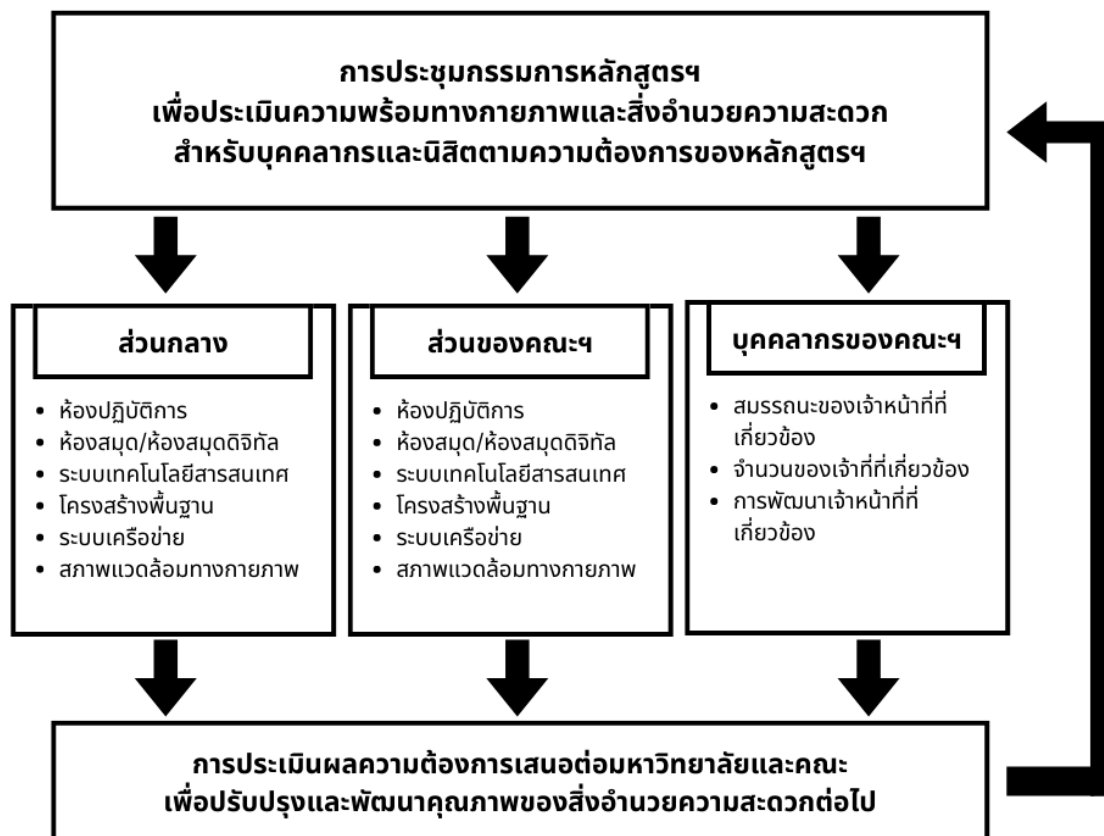 การประชุมกรรมการหลักสูตรฯ
เพื่อประเมินความพร้อมทางกายภาพและสิ่งอำนวยความสะดวก
สำหรับบุคคลากรและนิสิตตามความต้องการของหลักสูตรฯ
ส่วนกลาง
• ห้องปฏิบัติการ
• ห้องสมุด/ห้องสมุดดิจิทัล
• ระบบเทคโนโลยีสารสนเทศ
• โครงสร้างพื้นฐาน
• ระบบเครือข่าย
• สภาพแวดล้อมทางกายภาพ
ส่วนของคณะฯ
• ห้องปฏิบัติการ
• ห้องสมุด/ห้องสมุดดิจิทัล
• ระบบเทคโนโลยีสารสนเทศ
• โครงสร้างพื้นฐาน
• ระบบเครือข่าย
• สภาพแวดล้อมทางกายภาพ
บุคคลากรของคณะฯ
• สมรรถนะของเจ้าหน้าที่ที่
เกี่ยวข้อง
• จำนวนของเจ้าที่ที่เกี่ยวข้อง
• การพัฒนาเจ้าหน้าที่ที่
เกี่ยวข้อง
การประเมินผลความต้องการเสนอต่อมหาวิทยาลัยและคณะ
เพื่อปรับปรุงและพัฒนาคุณภาพของสิ่งอำนวยความสะดวกต่อไป